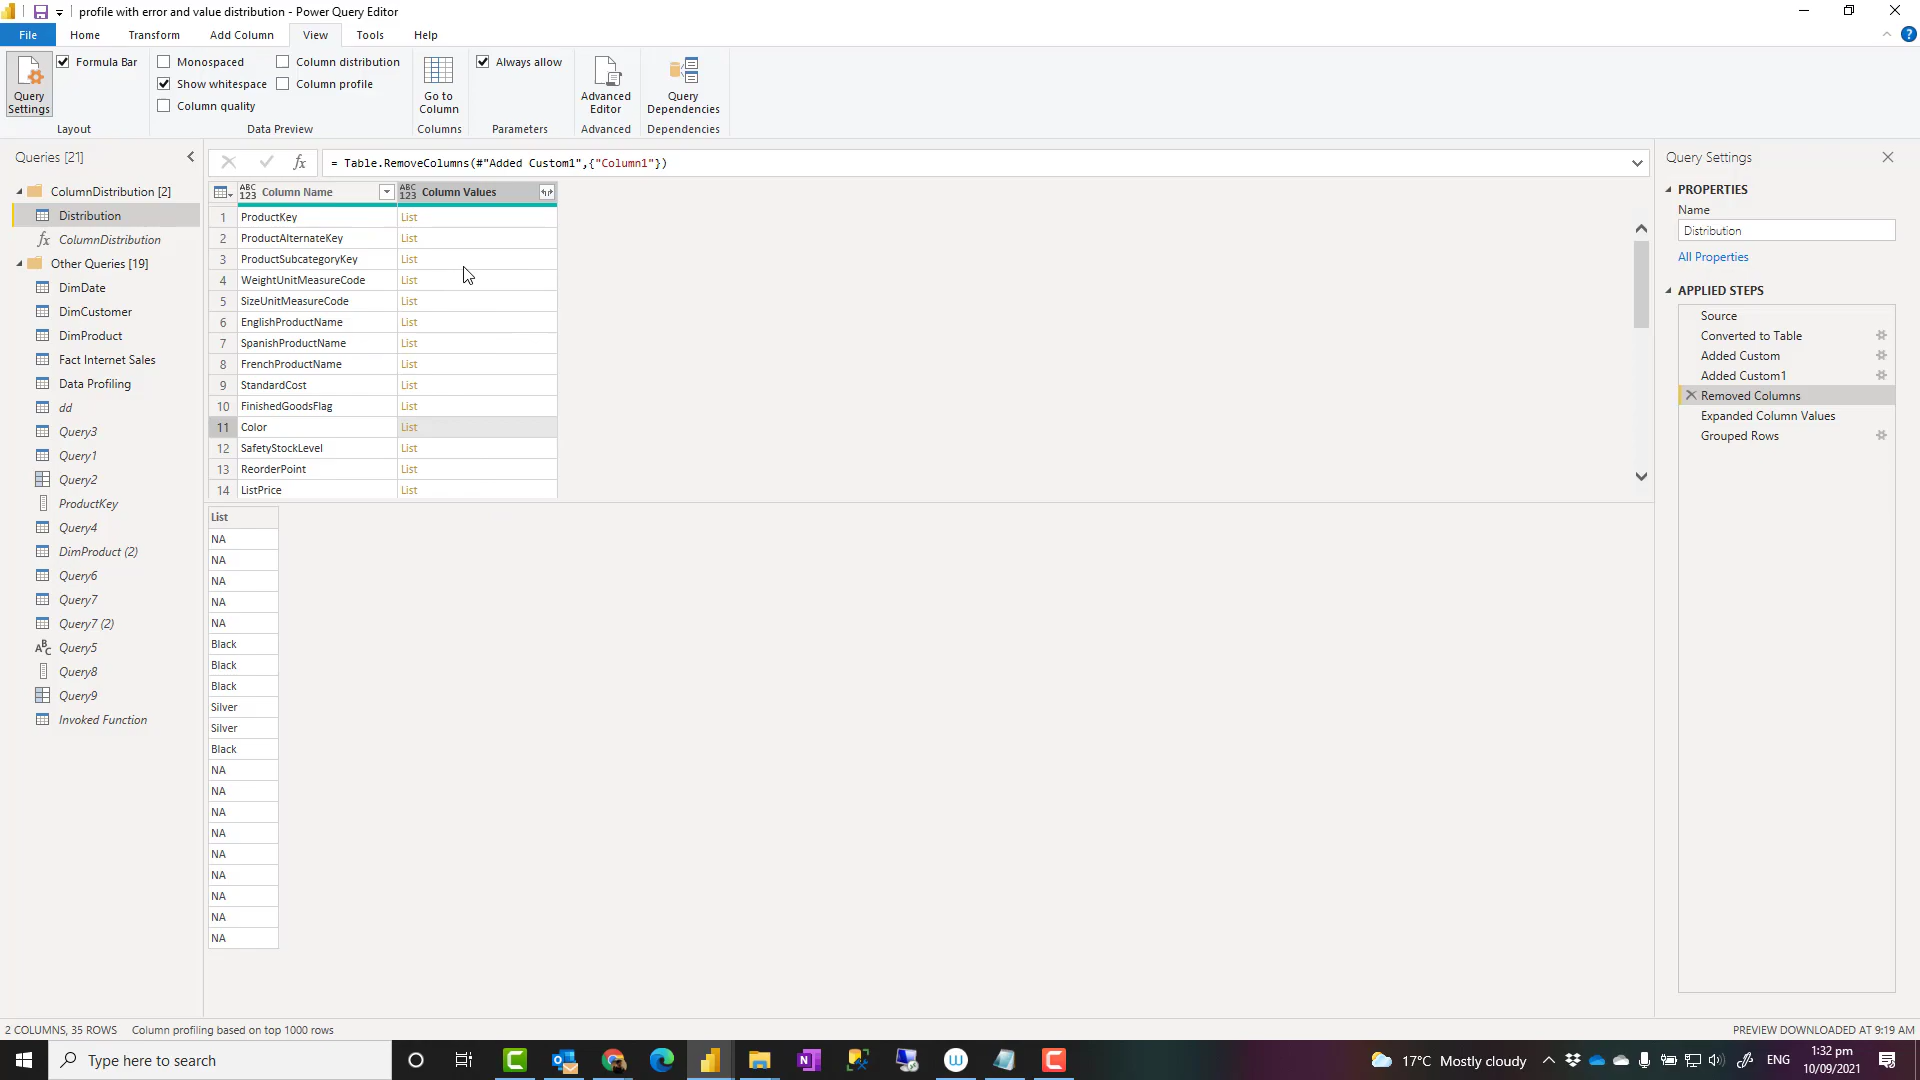 profile with error and value distribution - Power Query Editor
File Home Transform Add Column View Tools Help
Query Settings
Formula Bar
Layout
Monospaced
Show whitespace
Column quality
Column distribution
Column profile
Data Preview
Go to Column
Columns
Always allow
Parameters
Advanced Editor
Advanced
Query Dependencies
Dependencies
Queries [21]
ColumnDistribution [2]
Distribution
fx ColumnDistribution
Other Queries [19]
DimDate
DimCustomer
DimProduct
Fact Internet Sales
Data Profiling
dd
Query3
Query1
Query2
ProductKey
Query4
DimProduct (2)
Query6
Query7
Query7 (2)
ABC Query5
Query8
Query9
Invoked Function
fx = Table.RemoveColumns(#"Added Custom1",{"Column1"})
ABC 123 Column Name ABC 123 Column Values
1 ProductKey List
2 ProductAlternateKey List
3 ProductSubcategoryKey List
4 WeightUnitMeasureCode List
5 SizeUnitMeasureCode List
6 EnglishProductName List
7 SpanishProductName List
8 FrenchProductName List
9 StandardCost List
10 FinishedGoodsFlag List
11 Color List
12 SafetyStockLevel List
13 ReorderPoint List
14 ListPrice List
List
NA
NA
NA
NA
NA
Black
Black
Black
Silver
Silver
Black
NA
NA
NA
NA
NA
NA
NA
NA
NA
Query Settings
PROPERTIES
Name
Distribution
All Properties
APPLIED STEPS
Source
Converted to Table
Added Custom
Added Custom1
Removed Columns
Expanded Column Values
Grouped Rows
2 COLUMNS, 35 ROWS Column profiling based on top 1000 rows
PREVIEW DOWNLOADED AT 9:19 AM
Type here to search
17°C Mostly cloudy
ENG
1:32 pm
10/09/2021